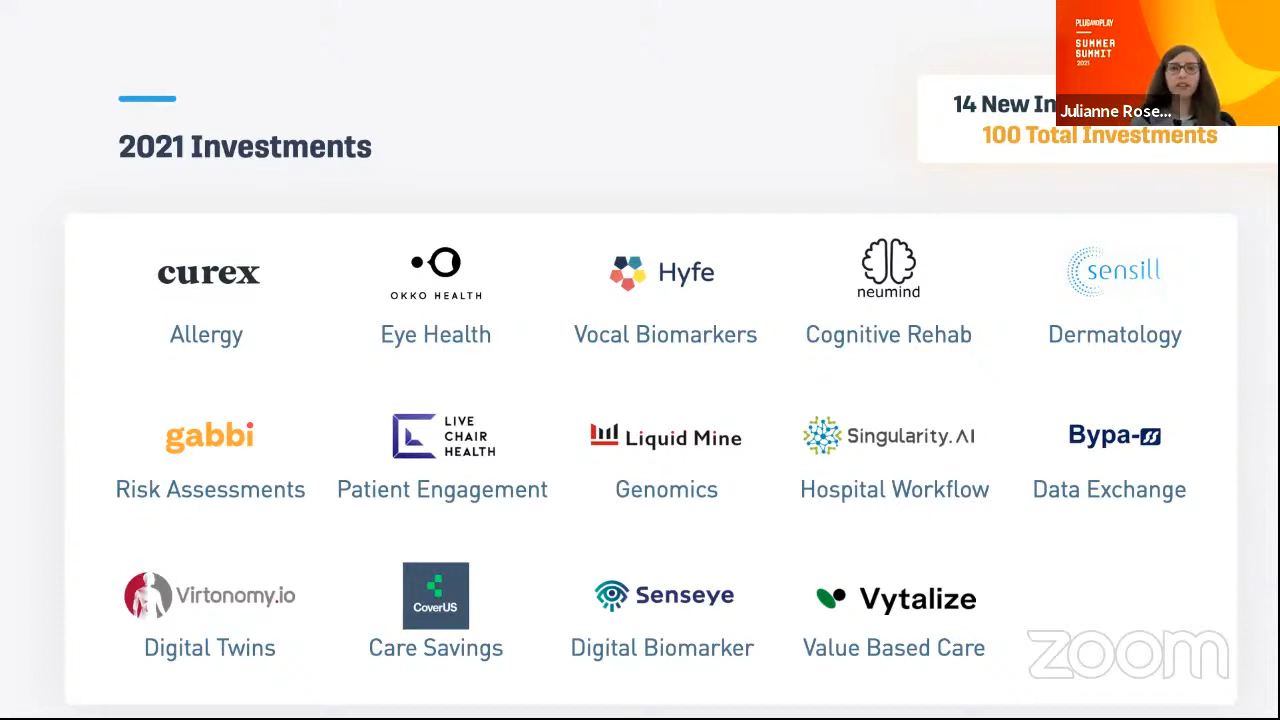 PLUGANDPLAY
SUMMER
SUMMIT
2021
Julianne Rose...
14 New In
100 Total Investments
2021 Investments
curex
Allergy
OKKO HEALTH
Eye Health
Hyfe
Vocal Biomarkers
neumind
Cognitive Rehab
sensill
Dermatology
gabbi
Risk Assessments
LIVE
CHAIR
HEALTH
Patient Engagement
Liquid Mine
Genomics
Singularity.AI
Hospital Workflow
Bypa-ss
Data Exchange
Virtonomy.io
Digital Twins
CoverUS
Care Savings
Senseye
Digital Biomarker
Vytalize
Value Based Care
zoom